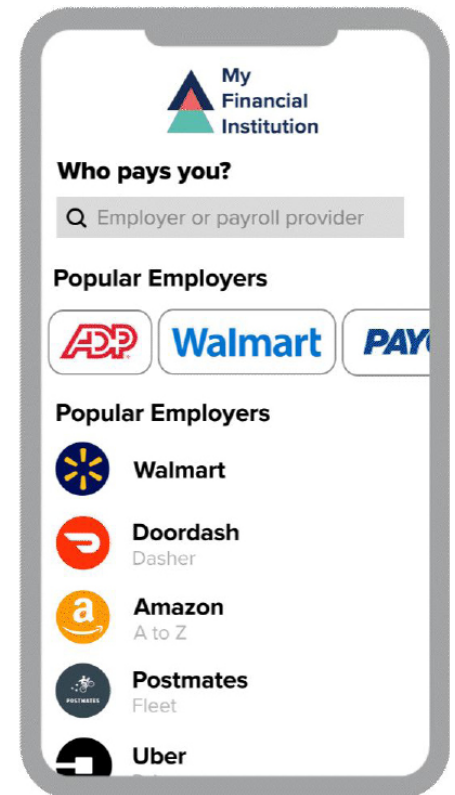 My
Financial
Institution
Who pays you?
Employer or payroll provider
Popular Employers
ADP Walmart PAY
Popular Employers
Walmart
Doordash
Dasher
a
Amazon
A to Z
POSTMATES
Postmates
Fleet
Uber